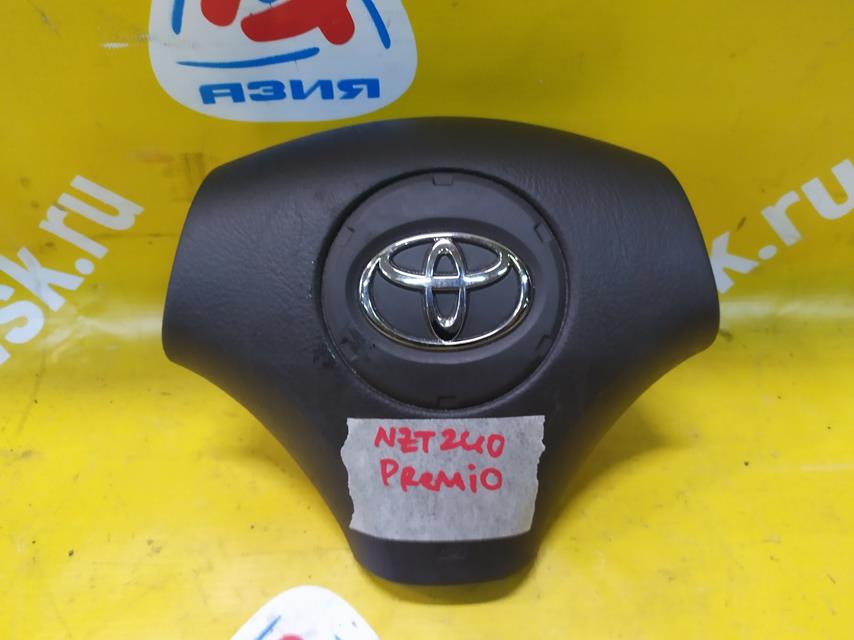 АЗИЯ
sk.ru
sk.ru
NZT240
PREMIO